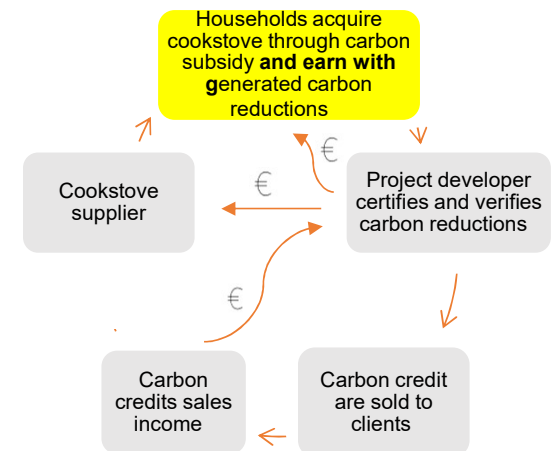 Households acquire
cookstove through carbon
subsidy and earn with
generated carbon
reductions
€
€
Cookstove
supplier
Project developer
certifies and verifies
carbon reductions
€
Carbon
credits sales
income
Carbon credit
are sold to
clients